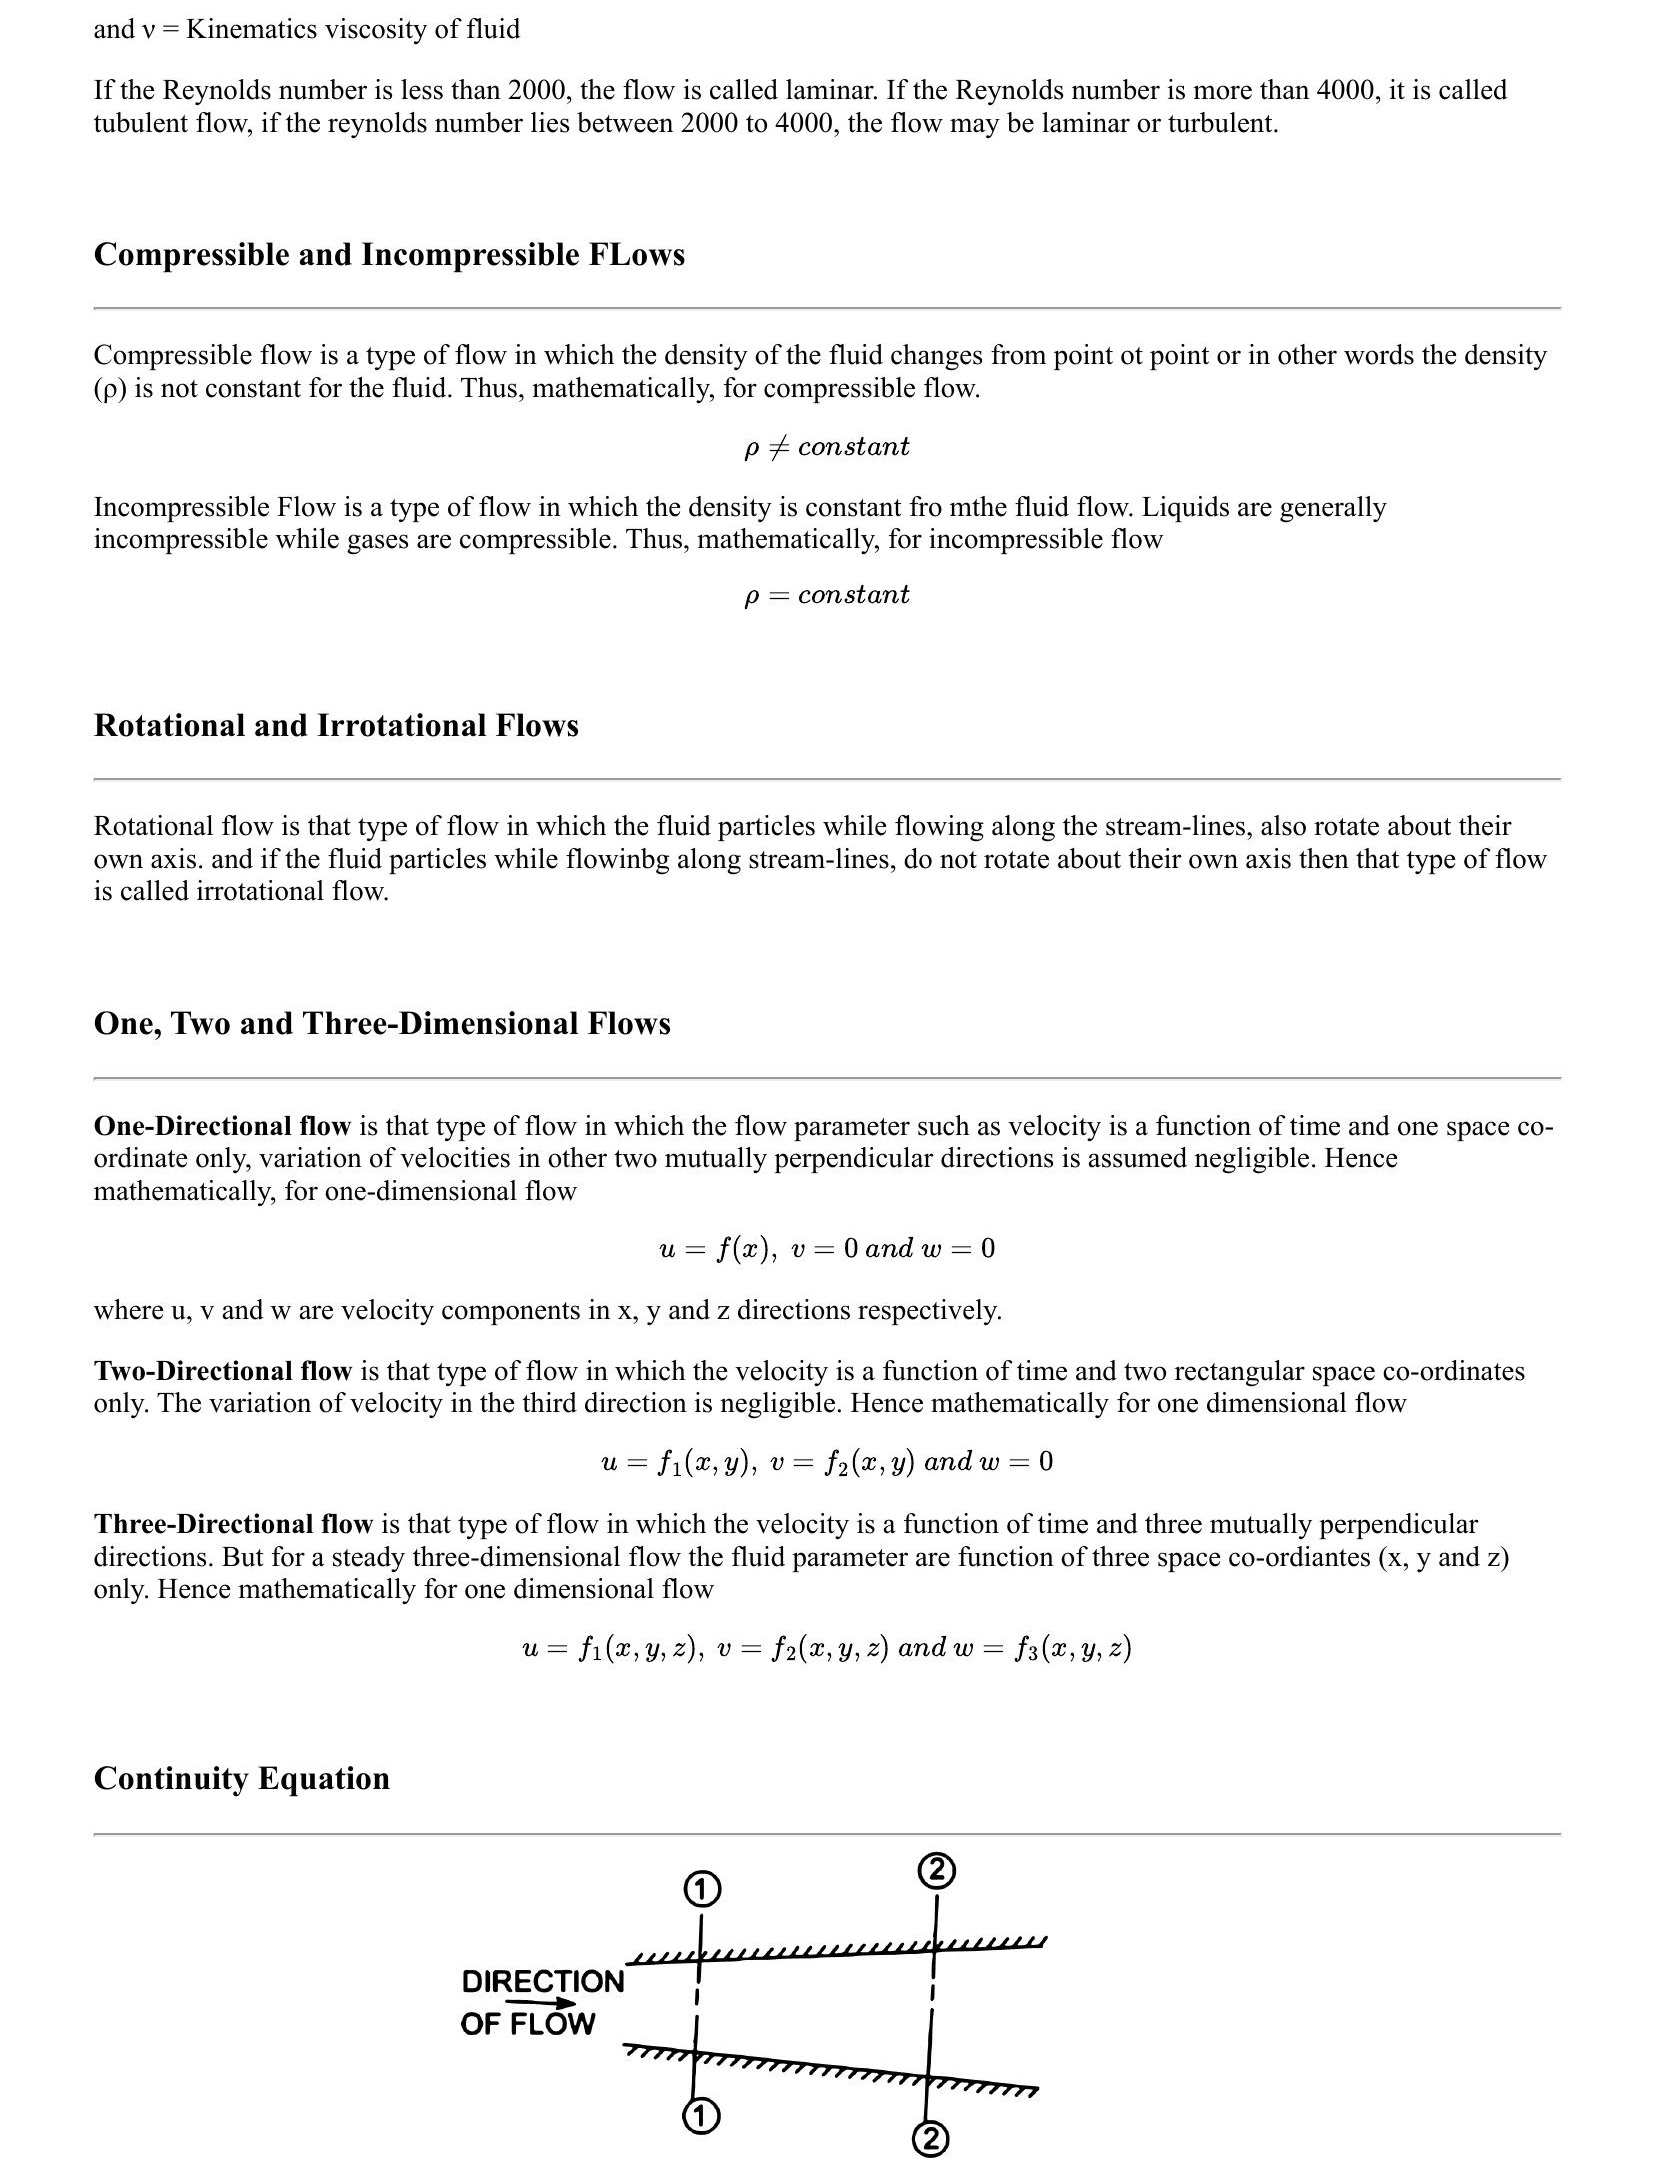 and ν = Kinematics viscosity of fluid
If the Reynolds number is less than 2000, the flow is called laminar. If the Reynolds number is more than 4000, it is called
tubulent flow, if the reynolds number lies between 2000 to 4000, the flow may be laminar or turbulent.
Compressible and Incompressible FLows
Compressible flow is a type of flow in which the density of the fluid changes from point ot point or in other words the density
(ρ) is not constant for the fluid. Thus, mathematically, for compressible flow.
ρ ≠ constant
Incompressible Flow is a type of flow in which the density is constant fro mthe fluid flow. Liquids are generally
incompressible while gases are compressible. Thus, mathematically, for incompressible flow
ρ = constant
Rotational and Irrotational Flows
Rotational flow is that type of flow in which the fluid particles while flowing along the stream-lines, also rotate about their
own axis. and if the fluid particles while flowinbg along stream-lines, do not rotate about their own axis then that type of flow
is called irrotational flow.
One, Two and Three-Dimensional Flows
One-Directional flow is that type of flow in which the flow parameter such as velocity is a function of time and one space co-
ordinate only, variation of velocities in other two mutually perpendicular directions is assumed negligible. Hence
mathematically, for one-dimensional flow
u = f(x), v = 0 and w = 0
where u, v and w are velocity components in x, y and z directions respectively.
Two-Directional flow is that type of flow in which the velocity is a function of time and two rectangular space co-ordinates
only. The variation of velocity in the third direction is negligible. Hence mathematically for one dimensional flow
u = f₁(x, y), v = f₂(x, y) and w = 0
Three-Directional flow is that type of flow in which the velocity is a function of time and three mutually perpendicular
directions. But for a steady three-dimensional flow the fluid parameter are function of three space co-ordiantes (x, y and z)
only. Hence mathematically for one dimensional flow
u = f₁(x, y, z), v = f₂(x, y, z) and w = f₃(x, y, z)
Continuity Equation
① ②
DIRECTION
OF FLOW
① ②